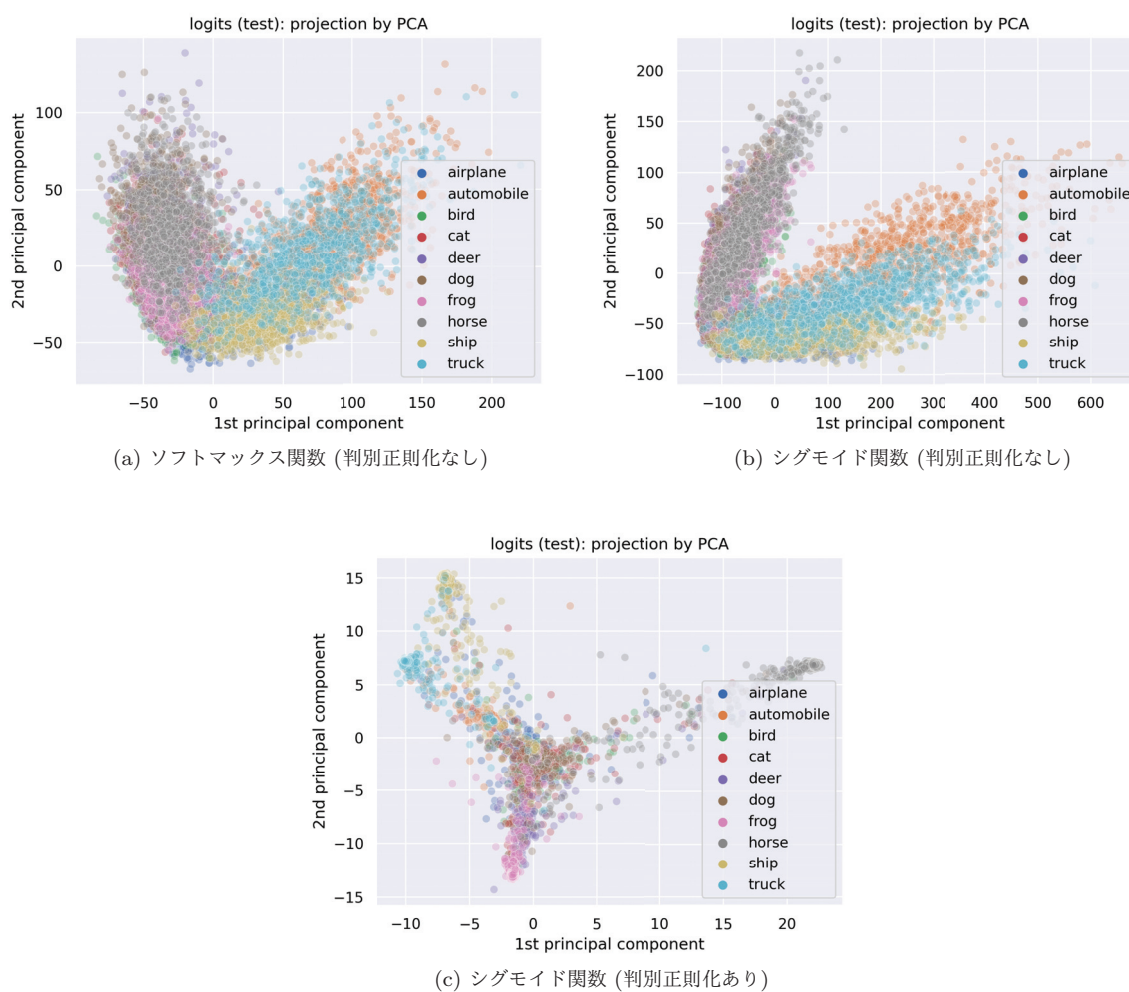 logits (test): projection by PCA
2nd principal component
100
50
0
−50
airplane
automobile
bird
cat
deer
dog
frog
horse
ship
truck
−50 0 50 100 150 200
1st principal component
(a) ソフトマックス関数 (判別正則化なし)
logits (test): projection by PCA
2nd principal component
200
150
100
50
0
−50
−100
airplane
automobile
bird
cat
deer
dog
frog
horse
ship
truck
−100 0 100 200 300 400 500 600
1st principal component
(b) シグモイド関数 (判別正則化なし)
logits (test): projection by PCA
2nd principal component
15
10
5
0
−5
−10
−15
airplane
automobile
bird
cat
deer
dog
frog
horse
ship
truck
−10 −5 0 5 10 15 20
1st principal component
(c) シグモイド関数 (判別正則化あり)